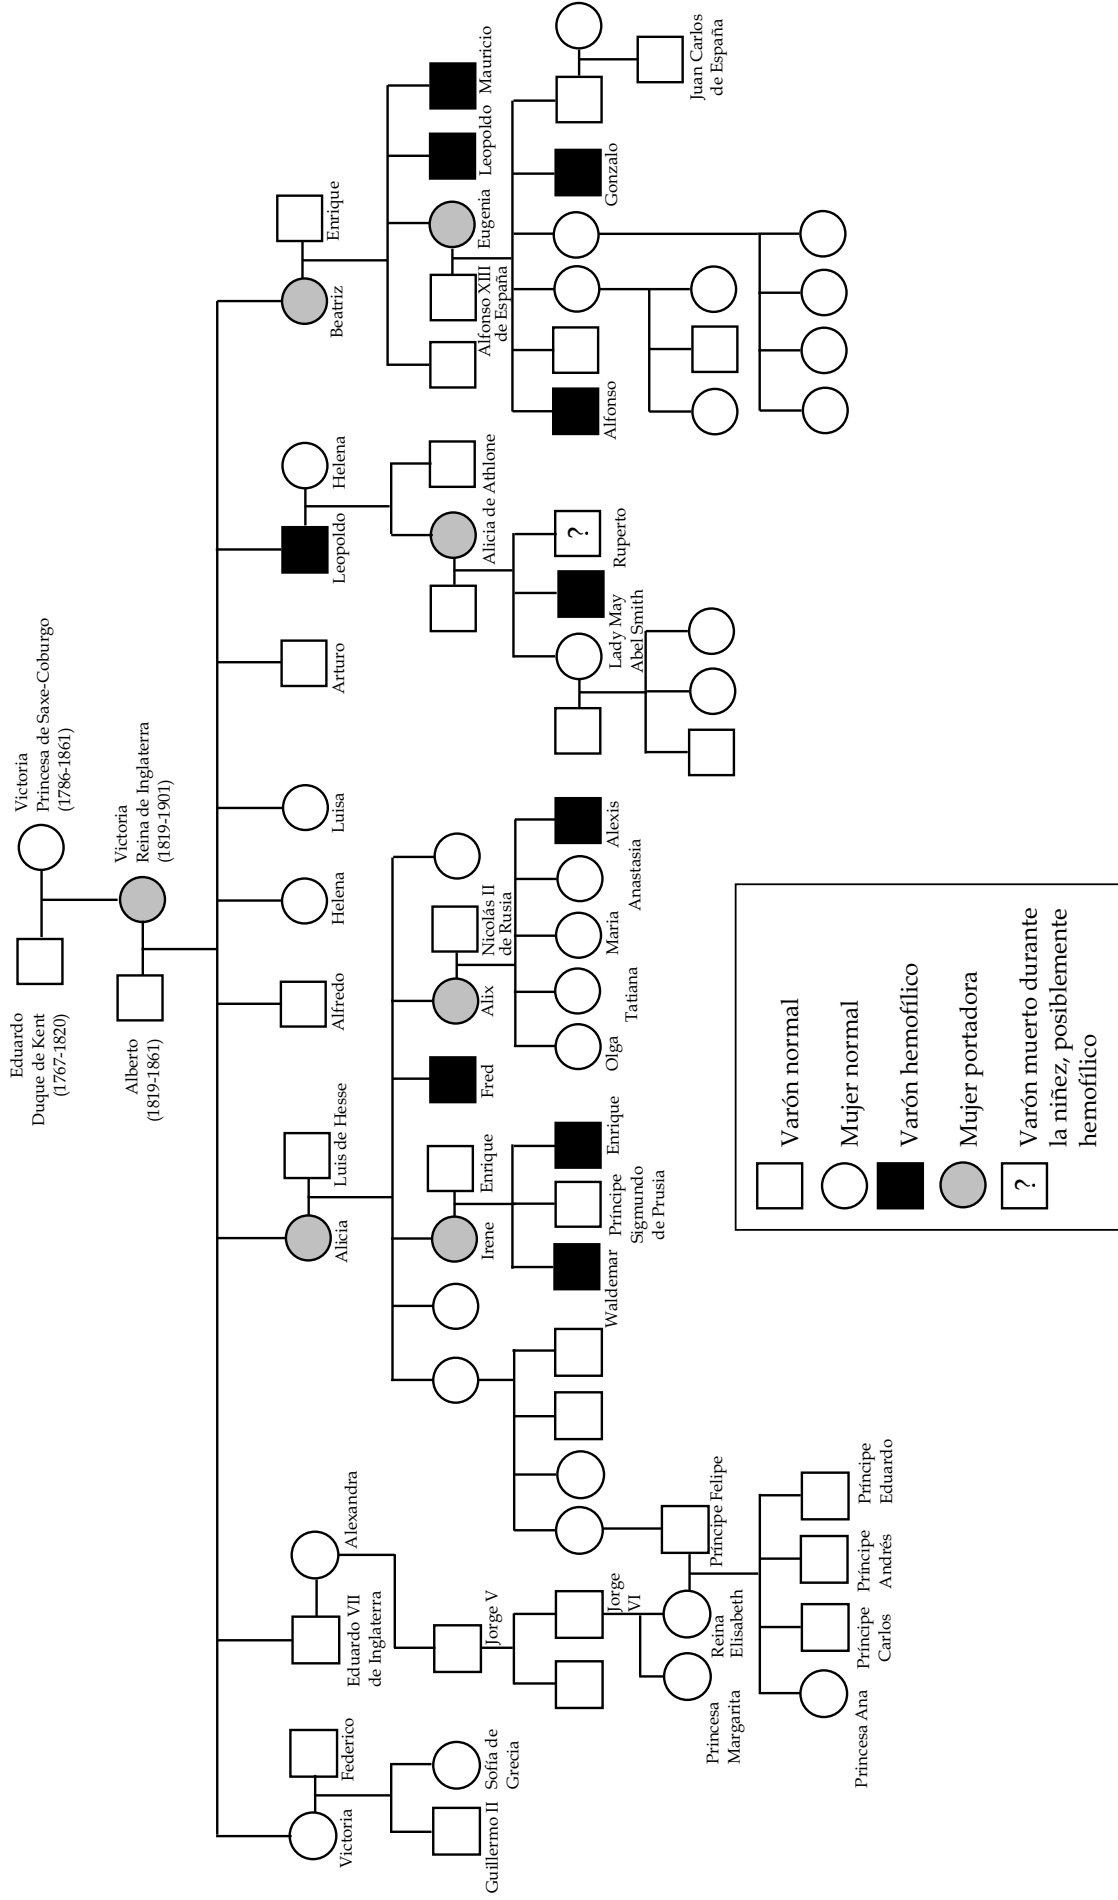 Eduardo
Duque de Kent
(1767-1820)
Victoria
Princesa de Saxe-Coburgo
(1786-1861)
Alberto
(1819-1861)
Victoria
Reina de Inglaterra
(1819-1901)
Victoria
Federico
Eduardo VII
de Inglaterra
Alexandra
Alicia
Luis de Hesse
Alfredo
Helena
Luisa
Arturo
Leopoldo
Helena
Beatriz
Enrique
Guillermo II
Sofía de
Grecia
Jorge V
Irene
Enrique
Fred
Alix
Nicolás II
de Rusia
Alicia de Athlone
Alfonso XIII
de España
Eugenia
Leopoldo
Mauricio
Jorge
VI
Waldemar
Príncipe
Sigmundo
de Prusia
Enrique
Olga
Tatiana
Maria
Anastasia
Alexis
Lady May
Abel Smith
?
Ruperto
Alfonso
Gonzalo
Princesa
Margarita
Reina
Elisabeth
Príncipe Felipe
Juan Carlos
de España
Princesa Ana
Príncipe
Carlos
Príncipe
Andrés
Príncipe
Eduardo
Varón normal
Mujer normal
Varón hemofílico
Mujer portadora
?
Varón muerto durante
la niñez, posiblemente
hemofílico